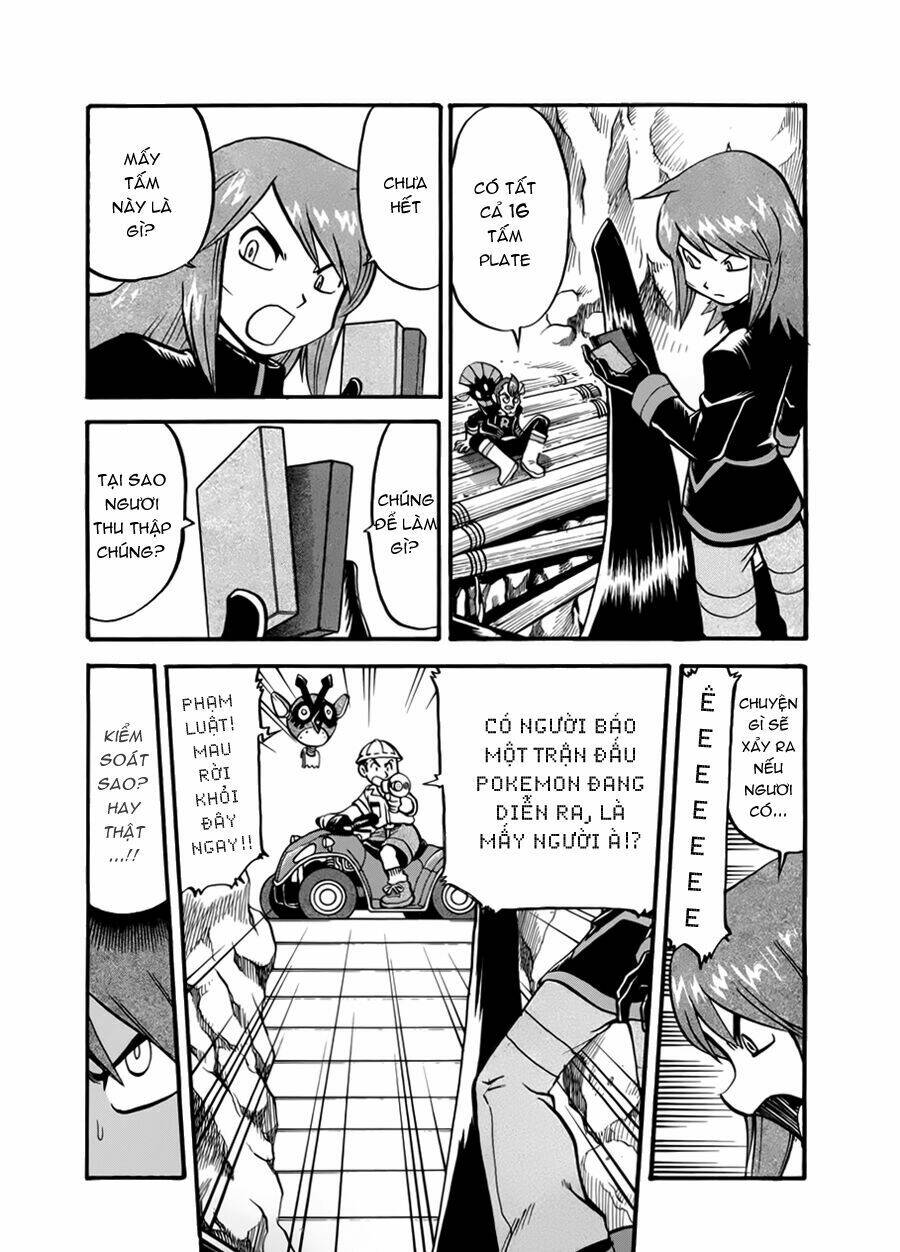 CÓ TẤT
CẢ 16
TẤM
PLATE
CHƯA
HẾT
MẤY
TẤM
NÀY LÀ
GÌ?
CHÚNG
ĐỂ LÀM
GÌ?
TẠI SAO
NGƯƠI
THU THẬP
CHÚNG?
CHUYỆN
GÌ SẼ
XẢY RA
NẾU
NGƯƠI
CÓ...
Ê
E
E
E
E
E
E
E
CÓ NGƯỜI BÁO
MỘT TRẬN ĐẤU
POKEMON ĐANG
DIỄN RA, LÀ
MẤY NGƯỜI À!?
PHẠM
LUẬT!
MAU
RỜI
KHỎI
ĐÂY
NGAY!!
KIỂM
SOÁT
SAO?
HAY
THẬT
...!!
R